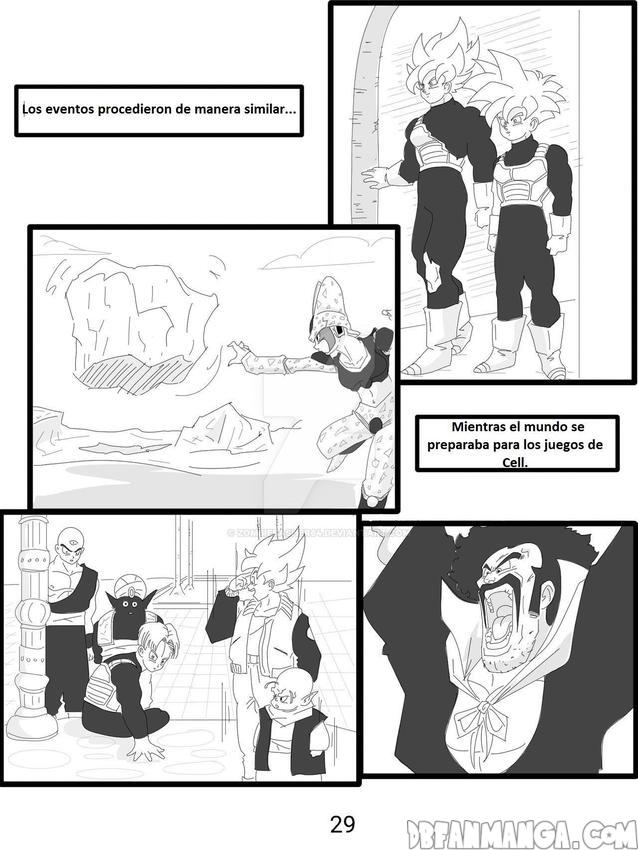 Los eventos procedieron de manera similar...
Mientras el mundo se
preparaba para los juegos de
Cell.
29
DBFANMANGA.COM